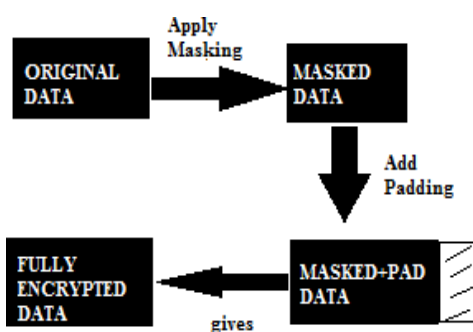 Apply
Masking
ORIGINAL
DATA
MASKED
DATA
Add
Padding
MASKED+PAD
DATA
gives
FULLY
ENCRYPTED
DATA